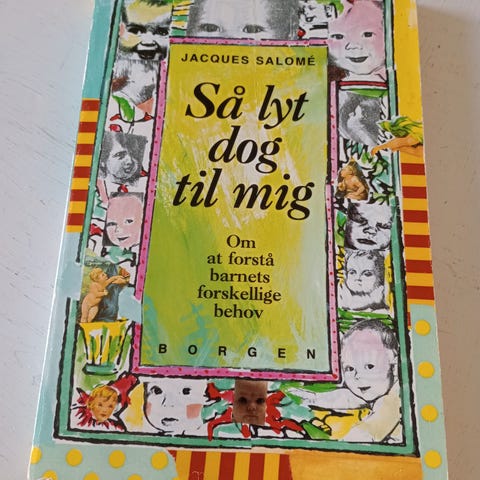 JACQUES SALOMÉ
Så lyt
dog
til mig
Om
at forstå
barnets
forskellige
behov
BORGEN